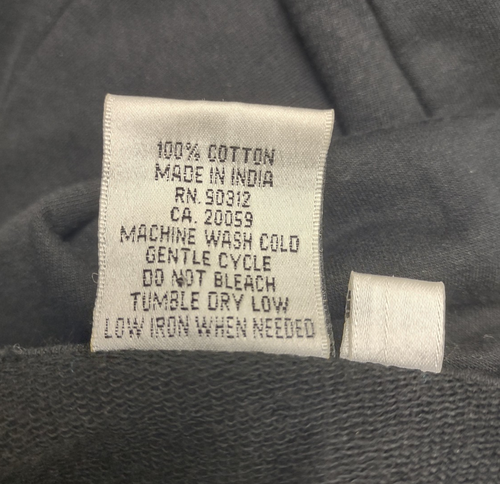 100% COTTON
MADE IN INDIA
RN. 90312
CA. 20059
MACHINE WASH COLD
GENTLE CYCLE
DO NOT BLEACH
TUMBLE DRY LOW
LOW IRON WHEN NEEDED